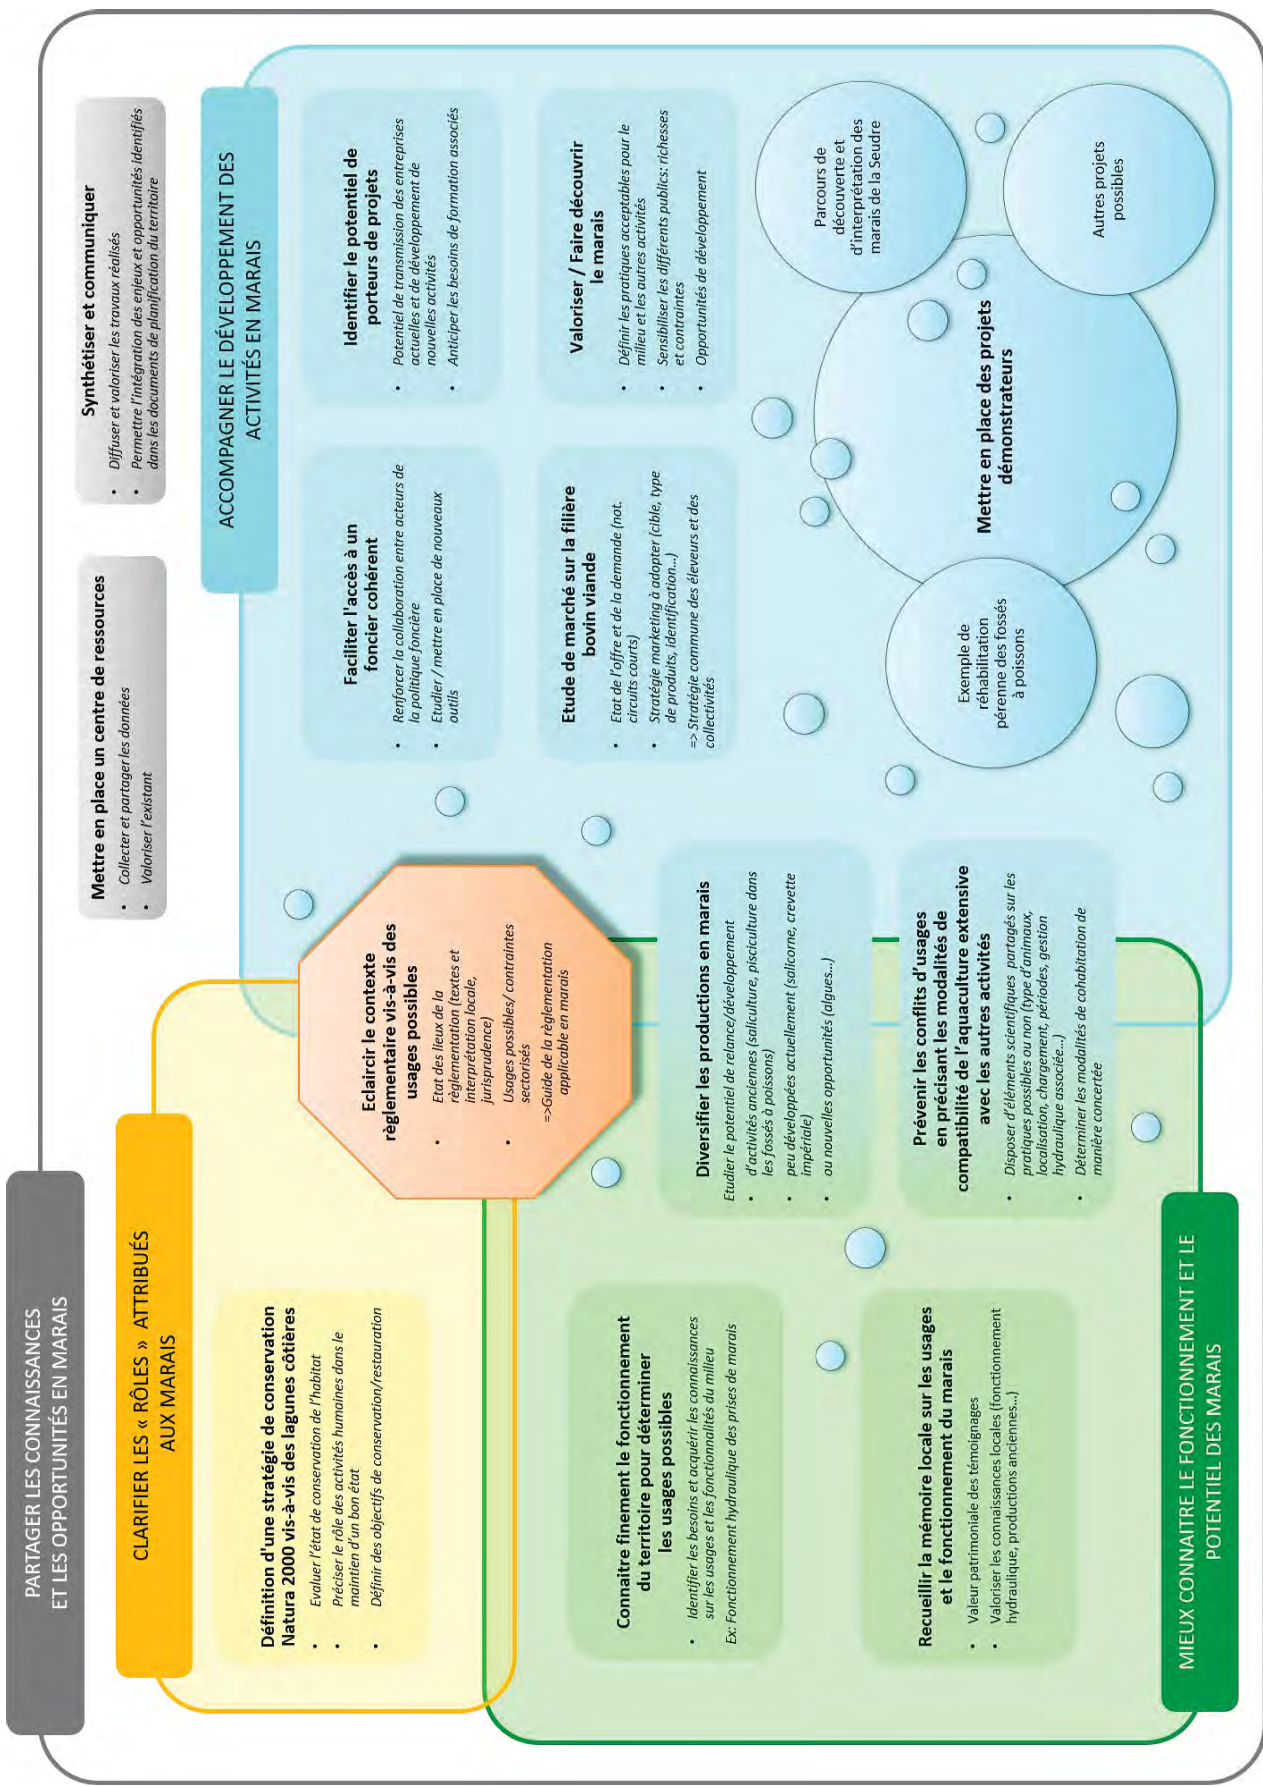 PARTAGER LES CONNAISSANCES
ET LES OPPORTUNITÉS EN MARAIS
Mettre en place un centre de ressources
• Collecter et partager les données
• Valoriser l'existant
Synthétiser et communiquer
• Diffuser et valoriser les travaux réalisés
• Permettre l'intégration des enjeux et opportunités identifiés
dans les documents de planification du territoire
CLARIFIER LES « RÔLES » ATTRIBUÉS
AUX MARAIS
Définition d'une stratégie de conservation
Natura 2000 vis-à-vis des lagunes côtières
• Evaluer l'état de conservation de l'habitat
• Préciser le rôle des activités humaines dans le
maintien d'un bon état
• Définir des objectifs de conservation/restauration
Eclaircir le contexte
règlementaire vis-à-vis des
usages possibles
• Etat des lieux de la
règlementation (textes et
interprétation locale,
jurisprudence)
• Usages possibles/ contraintes
sectorisés
=>Guide de la règlementation
applicable en marais
ACCOMPAGNER LE DÉVELOPPEMENT DES
ACTIVITÉS EN MARAIS
Faciliter l'accès à un
foncier cohérent
• Renforcer la collaboration entre acteurs de
la politique foncière
• Etudier / mettre en place de nouveaux
outils
Identifier le potentiel de
porteurs de projets
• Potentiel de transmission des entreprises
actuelles et de développement de
nouvelles activités
• Anticiper les besoins de formation associés
Etude de marché sur la filière
bovin viande
• Etat de l'offre et de la demande (not.
circuits courts)
• Stratégie marketing à adopter (cible, type
de produits, identification…)
=> Stratégie commune des éleveurs et des
collectivités
Valoriser / Faire découvrir
le marais
• Définir les pratiques acceptables pour le
milieu et les autres activités
• Sensibiliser les différents publics: richesses
et contraintes
• Opportunités de développement
Connaitre finement le fonctionnement
du territoire pour déterminer
les usages possibles
• Identifier les besoins et acquérir les connaissances
sur les usages et les fonctionnalités du milieu
Ex: Fonctionnement hydraulique des prises de marais
Diversifier les productions en marais
Etudier le potentiel de relance/développement
• d'activités anciennes (saliculture, pisciculture dans
les fossés à poissons)
• peu développées actuellement (salicorne, crevette
impériale)
• ou nouvelles opportunités (algues…)
Recueillir la mémoire locale sur les usages
et le fonctionnement du marais
• Valeur patrimoniale des témoignages
• Valoriser les connaissances locales (fonctionnement
hydraulique, productions anciennes…)
Prévenir les conflits d'usages
en précisant les modalités de
compatibilité de l'aquaculture extensive
avec les autres activités
• Disposer d'éléments scientifiques partagés sur les
pratiques possibles ou non (type d'animaux,
localisation, chargement, périodes, gestion
hydraulique associée…)
• Déterminer les modalités de cohabitation de
manière concertée
Exemple de
réhabilitation
pérenne des fossés
à poissons
Mettre en place des projets
démonstrateurs
Parcours de
découverte et
d'interprétation des
marais de la Seudre
Autres projets
possibles
MIEUX CONNAITRE LE FONCTIONNEMENT ET LE
POTENTIEL DES MARAIS